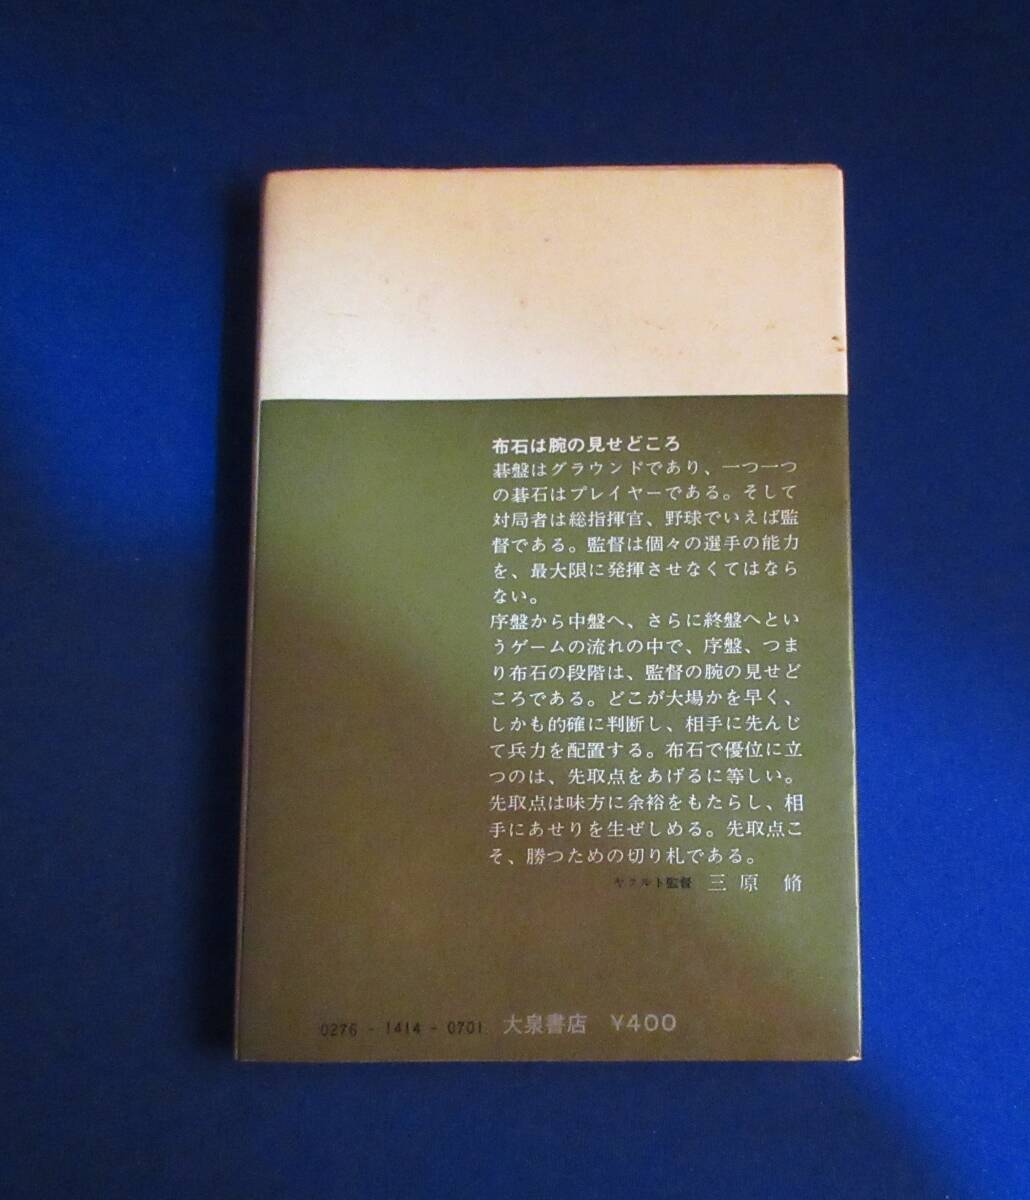 布石は腕の見せどころ
碁盤はグラウンドであり、一つ一つ
の碁石はプレイヤーである。そして
対局者は総指揮官、野球でいえば監
督である。監督は個々の選手の能力
を、最大限に発揮させなくてはなら
ない。
序盤から中盤へ、さらに終盤へとい
うゲームの流れの中で、序盤、つま
り布石の段階は、監督の腕の見せど
ころである。どこが大場かを早く、
しかも的確に判断し、相手に先んじ
て兵力を配置する。布石で優位に立
つのは、先取点をあげるに等しい。
先取点は味方に余裕をもたらし、相
手にあせりを生ぜしめる。先取点こ
そ、勝つための切り札である。
ヤクルト監督 三原 脩
0276-1414-0701 大泉書店 ¥400